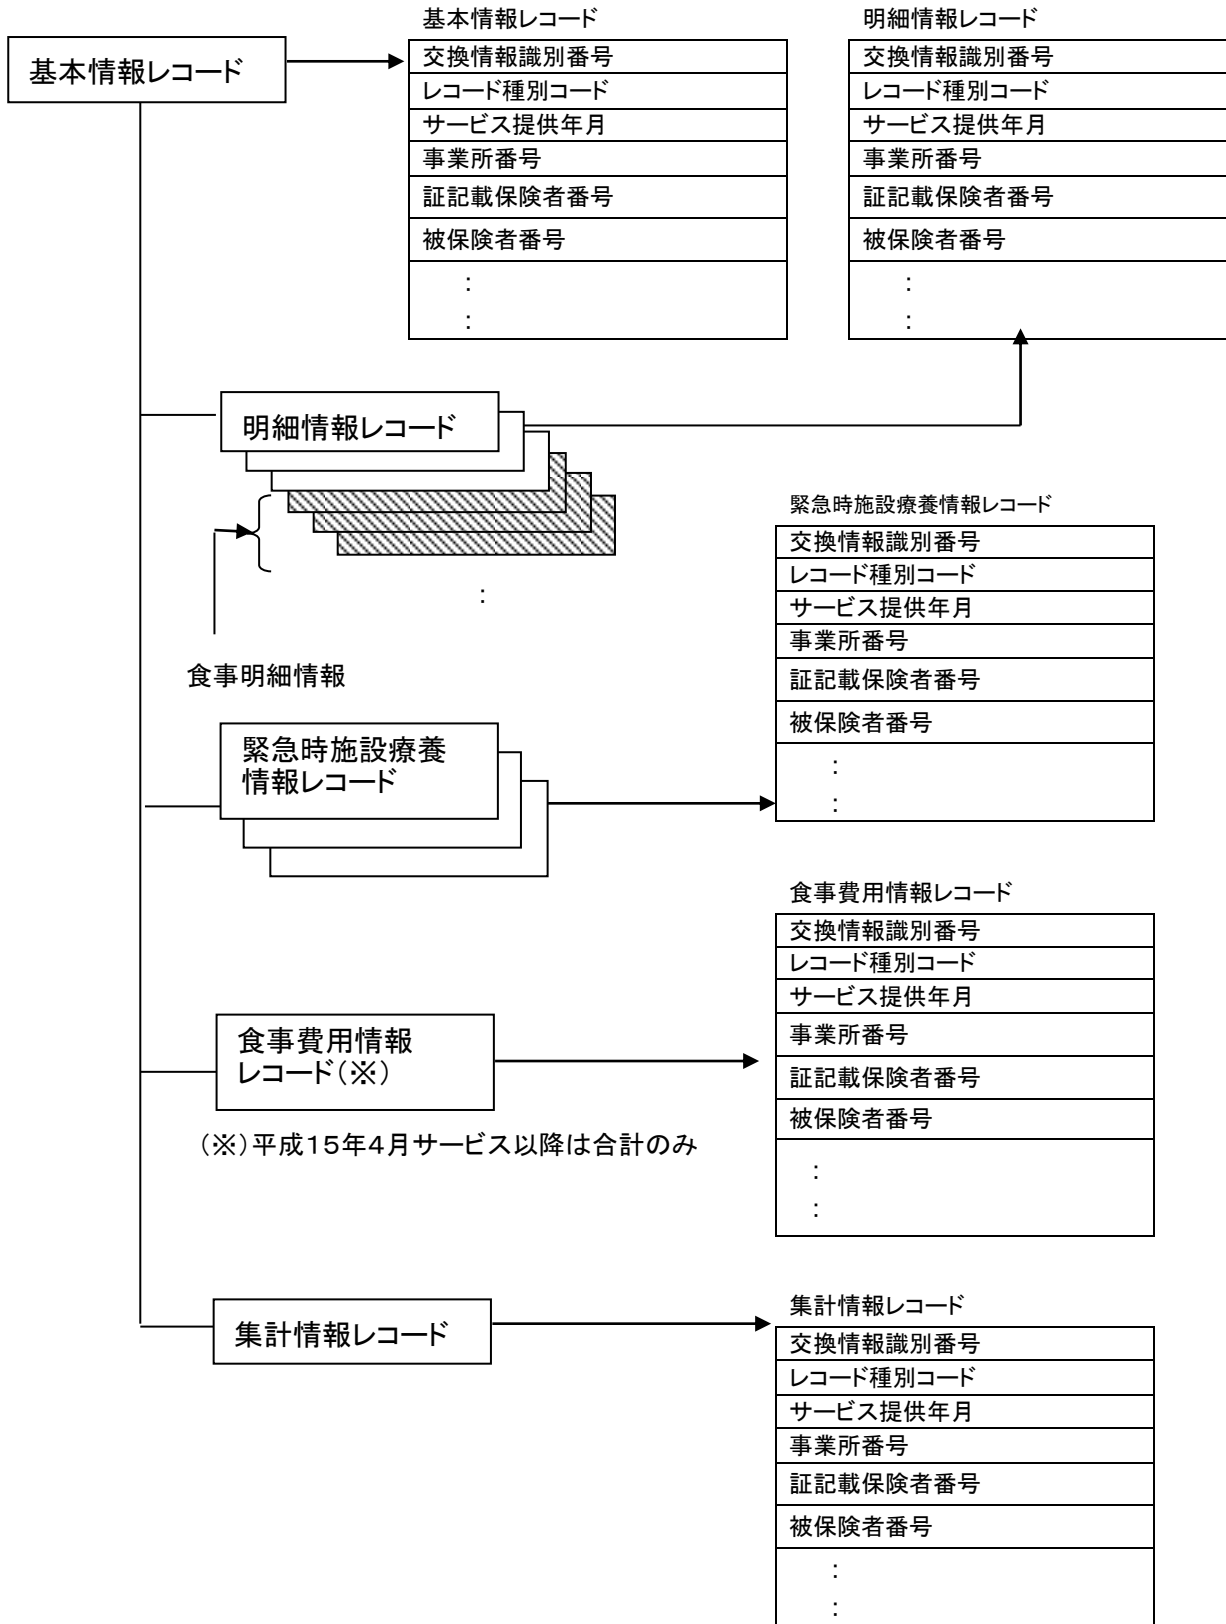 基本情報レコード
基本情報レコード
交換情報識別番号
レコード種別コード
サービス提供年月
事業所番号
証記載保険者番号
被保険者番号
:
:
明細情報レコード
交換情報識別番号
レコード種別コード
サービス提供年月
事業所番号
証記載保険者番号
被保険者番号
:
:
明細情報レコード
:
食事明細情報
緊急時施設療養情報レコード
交換情報識別番号
レコード種別コード
サービス提供年月
事業所番号
証記載保険者番号
被保険者番号
:
:
緊急時施設療養
情報レコード
食事費用情報レコード
交換情報識別番号
レコード種別コード
サービス提供年月
事業所番号
証記載保険者番号
被保険者番号
:
:
食事費用情報
レコード(※)
(※)平成15年4月サービス以降は合計のみ
集計情報レコード
集計情報レコード
交換情報識別番号
レコード種別コード
サービス提供年月
事業所番号
証記載保険者番号
被保険者番号
:
: